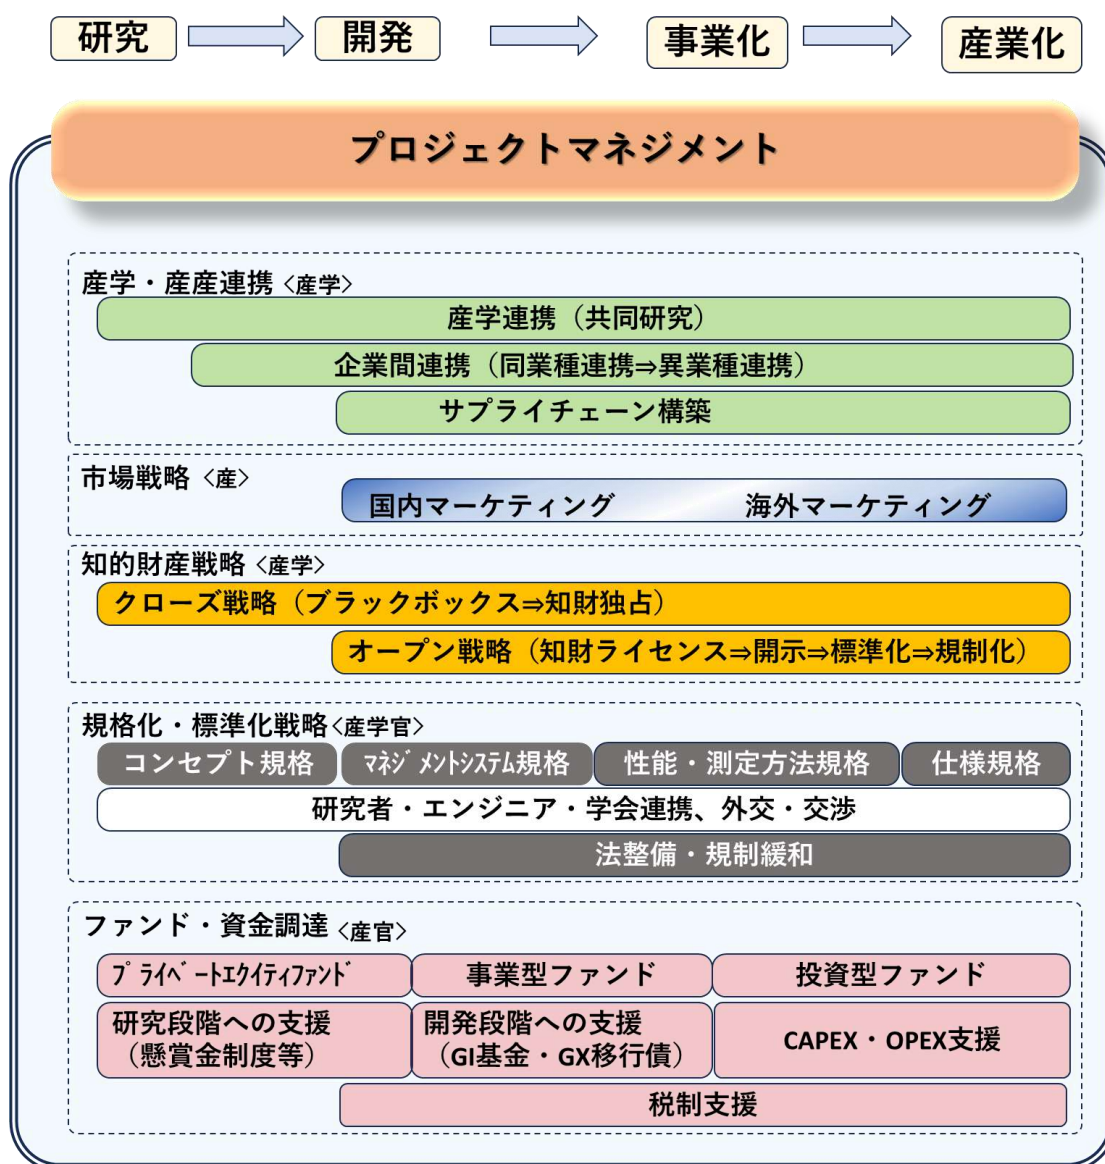 研究
開発
事業化
産業化
プロジェクトマネジメント
産学・産産連携〈産学〉
産学連携（共同研究）
企業間連携（同業種連携⇒異業種連携）
サプライチェーン構築
市場戦略〈産〉
国内マーケティング
海外マーケティング
知的財産戦略〈産学〉
クローズ戦略（ブラックボックス⇒知財独占）
オープン戦略（知財ライセンス⇒開示⇒標準化⇒規制化）
規格化・標準化戦略〈産学官〉
コンセプト規格
ﾏﾈｼﾞﾒﾝﾄｼｽﾃﾑ規格
性能・測定方法規格
仕様規格
研究者・エンジニア・学会連携、外交・交渉
法整備・規制緩和
ファンド・資金調達〈産官〉
ﾌﾟﾗｲﾍﾞｰﾄｴｸｲﾃｨﾌｧﾝﾄﾞ
事業型ファンド
投資型ファンド
研究段階への支援
（懸賞金制度等）
開発段階への支援
（GI基金・GX移行債）
CAPEX・OPEX支援
税制支援